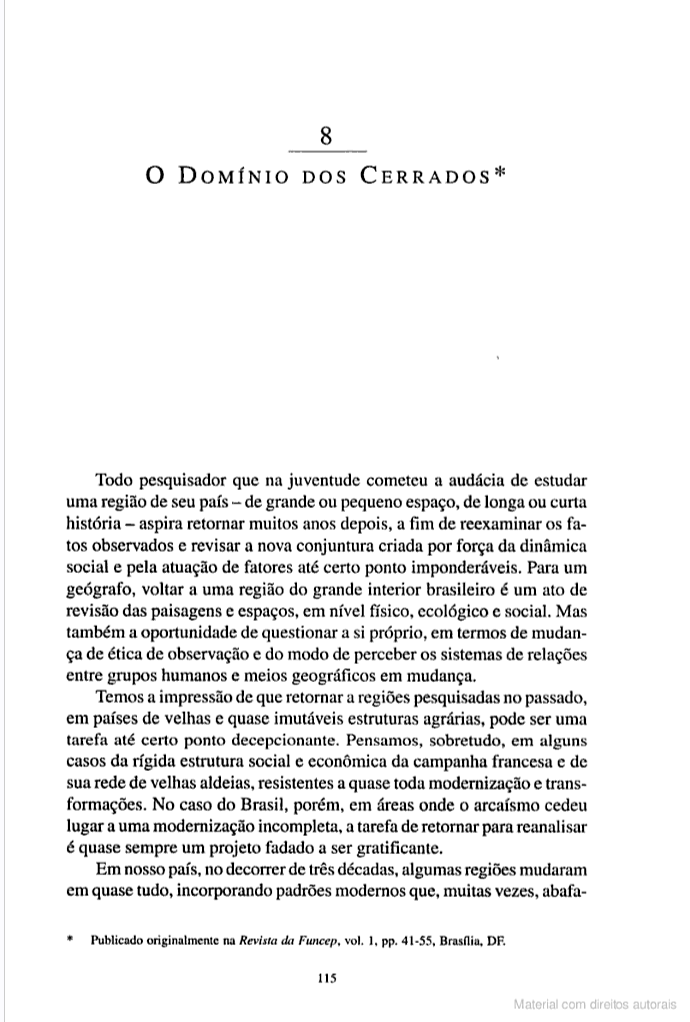 8
O DOMÍNIO DOS CERRADOS*
Todo pesquisador que na juventude cometeu a audácia de estudar
uma região de seu país – de grande ou pequeno espaço, de longa ou curta
história – aspira retornar muitos anos depois, a fim de reexaminar os fa-
tos observados e revisar a nova conjuntura criada por força da dinâmica
social e pela atuação de fatores até certo ponto imponderáveis. Para um
geógrafo, voltar a uma região do grande interior brasileiro é um ato de
revisão das paisagens e espaços, em nível físico, ecológico e social. Mas
também a oportunidade de questionar a si próprio, em termos de mudan-
ça de ética de observação e do modo de perceber os sistemas de relações
entre grupos humanos e meios geográficos em mudança.
Temos a impressão de que retornar a regiões pesquisadas no passado,
em países de velhas e quase imutáveis estruturas agrárias, pode ser uma
tarefa até certo ponto decepcionante. Pensamos, sobretudo, em alguns
casos da rígida estrutura social e econômica da campanha francesa e de
sua rede de velhas aldeias, resistentes a quase toda modernização e trans-
formações. No caso do Brasil, porém, em áreas onde o arcaísmo cedeu
lugar a uma modernização incompleta, a tarefa de retornar para reanalisar
é quase sempre um projeto fadado a ser gratificante.
Em nosso país, no decorrer de três décadas, algumas regiões mudaram
em quase tudo, incorporando padrões modernos que, muitas vezes, abafa-
* Publicado originalmente na Revista da Funcep, vol. 1, pp. 41-55, Brasília, DF.
115
Material com direitos autorais